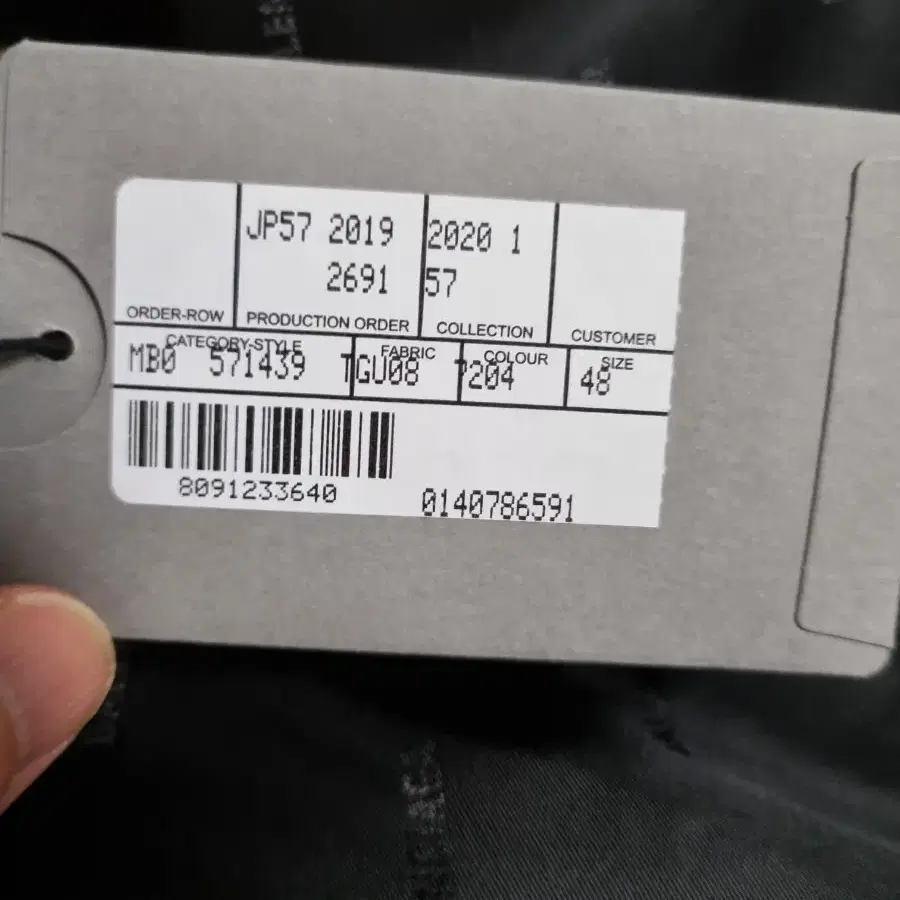 JP57 2019 2020 1
2691 57
ORDER-ROW PRODUCTION ORDER COLLECTION CUSTOMER
CATEGORY-STYLE FABRIC COLOUR SIZE
MB0 571439 TGU08 7204 48
8091233640 0140786591